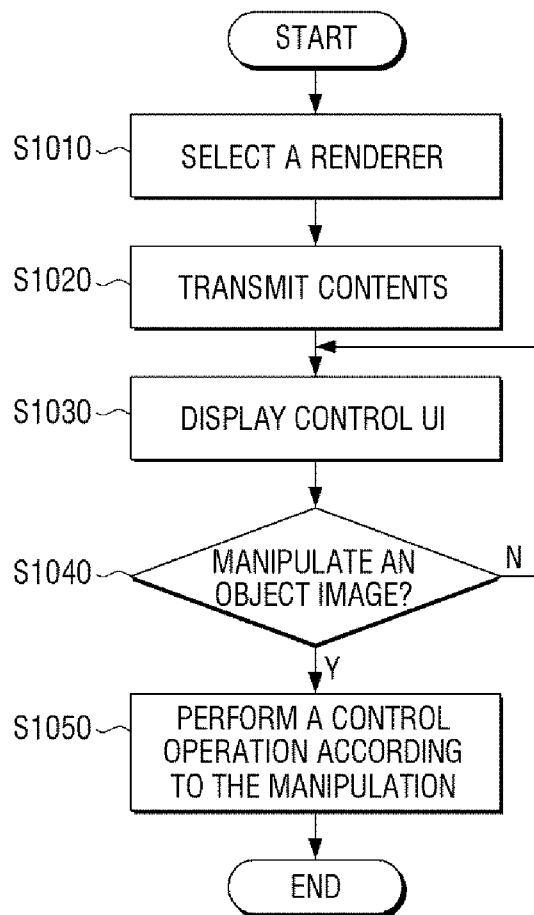 START
S1010
SELECT A RENDERER
S1020
TRANSMIT CONTENTS
S1030
DISPLAY CONTROL UI
S1040
MANIPULATE AN
OBJECT IMAGE?
N
Y
S1050
PERFORM A CONTROL
OPERATION ACCORDING
TO THE MANIPULATION
END